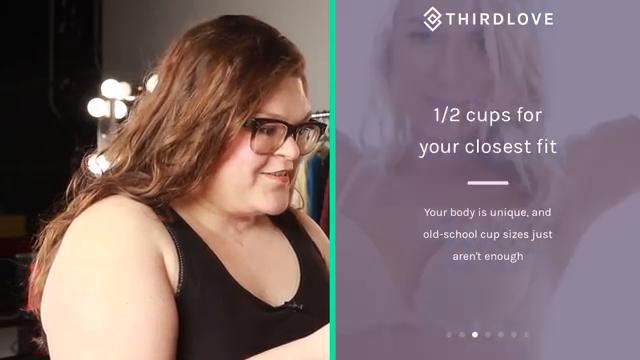 THIRDLOVE
1/2 cups for
your closest fit
Your body is unique, and
old-school cup sizes just
aren't enough